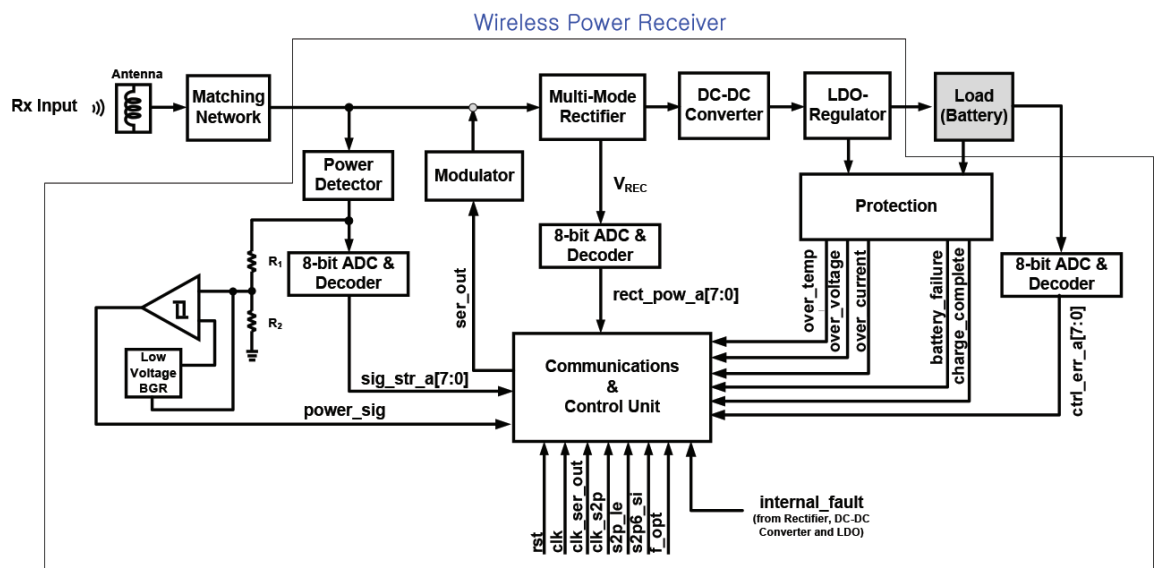 Wireless Power Receiver
Antenna
Rx Input
Matching
Network
Multi-Mode
Rectifier
DC-DC
Converter
LDO-
Regulator
Load
(Battery)
Power
Detector
Modulator
VREC
Protection
R1
8-bit ADC &
Decoder
8-bit ADC &
Decoder
8-bit ADC &
Decoder
R2
ser_out
rect_pow_a[7:0]
over_temp
over_voltage
over_current
battery_failure
charge_complete
ctrl_err_a[7:0]
Low
Voltage
BGR
sig_str_a[7:0]
power_sig
Communications
&
Control Unit
rst
clk
clk_ser_out
clk_s2p
s2p_le
s2p6_si
f_opt
internal_fault
(from Rectifier, DC-DC
Converter and LDO)